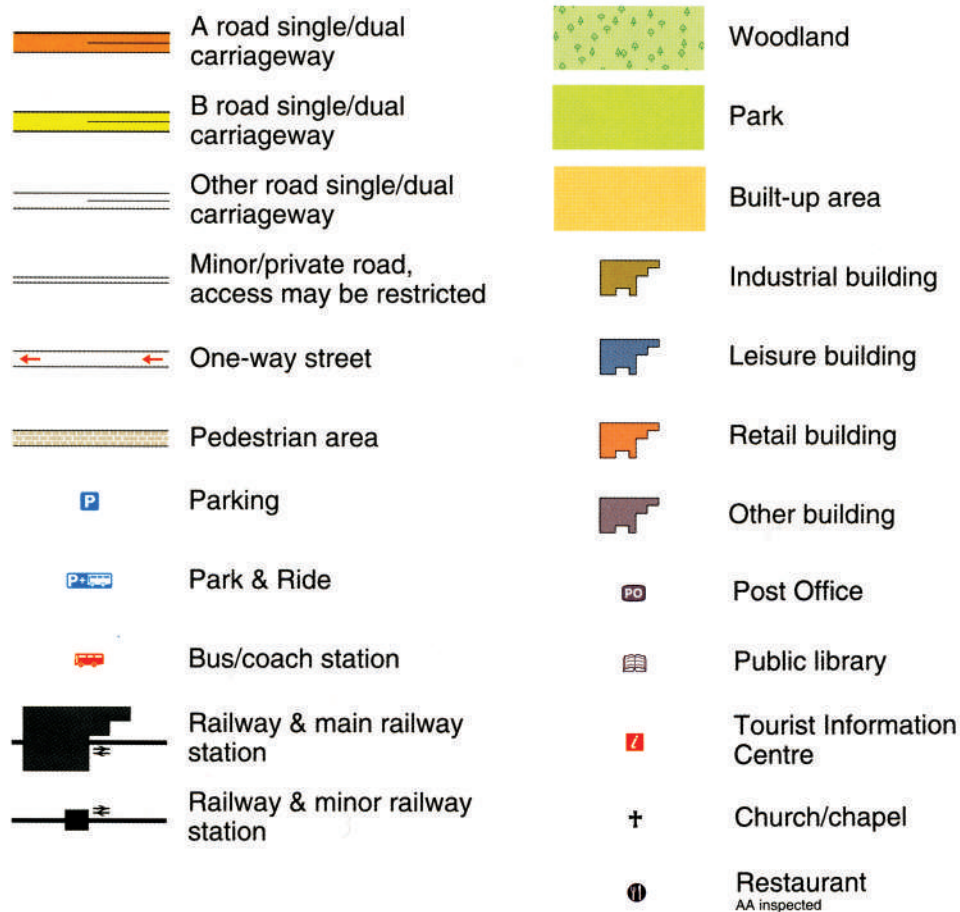 A road single/dual
carriageway
B road single/dual
carriageway
Other road single/dual
carriageway
Minor/private road,
access may be restricted
One-way street
Pedestrian area
P
Parking
P+
Park & Ride
Bus/coach station
Railway & main railway
station
Railway & minor railway
station
Woodland
Park
Built-up area
Industrial building
Leisure building
Retail building
Other building
PO
Post Office
Public library
i
Tourist Information
Centre
Church/chapel
Restaurant
AA inspected